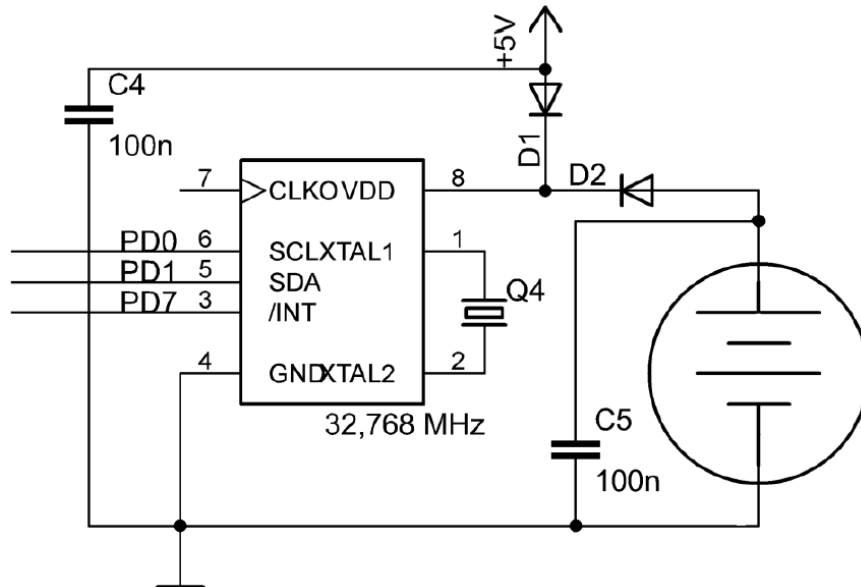 +5V
C4
100n
D1
D2
7
CLKOVDD
8
PD0
6
SCLXTAL1
1
PD1
5
SDA
PD7
3
/INT
Q4
4
GNDXTAL2
2
32,768 MHz
C5
100n